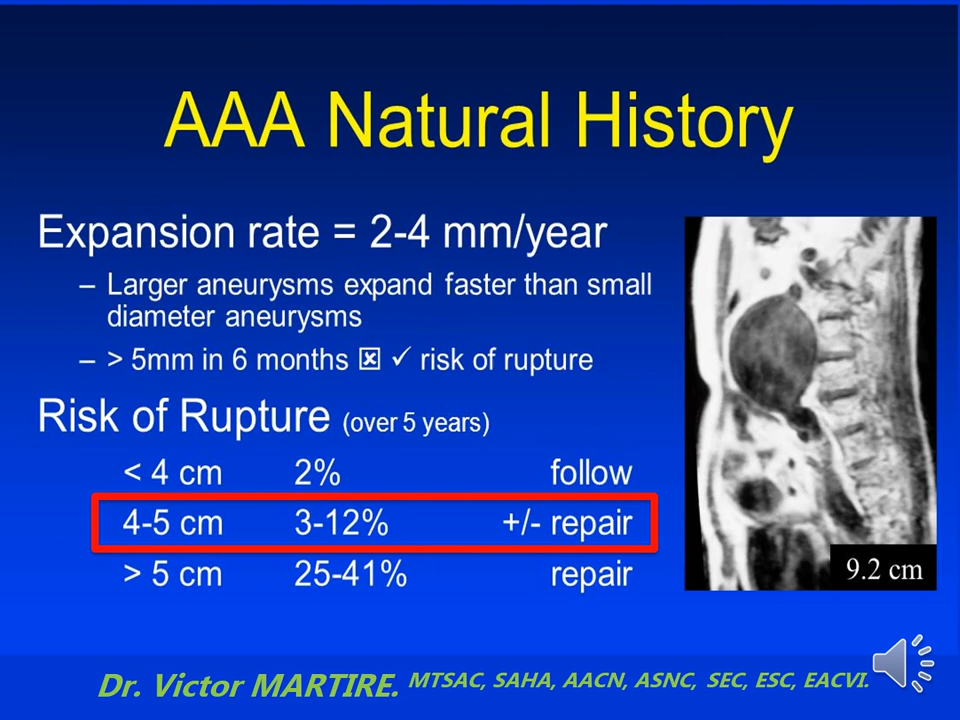 AAA Natural History
Expansion rate = 2-4 mm/year
– Larger aneurysms expand faster than small
diameter aneurysms
– > 5mm in 6 months ☒ ✓ risk of rupture
Risk of Rupture (over 5 years)
< 4 cm 2% follow
4-5 cm 3-12% +/- repair
> 5 cm 25-41% repair
9.2 cm
Dr. Victor MARTIRE. MTSAC, SAHA, AACN, ASNC, SEC, ESC, EACVI.